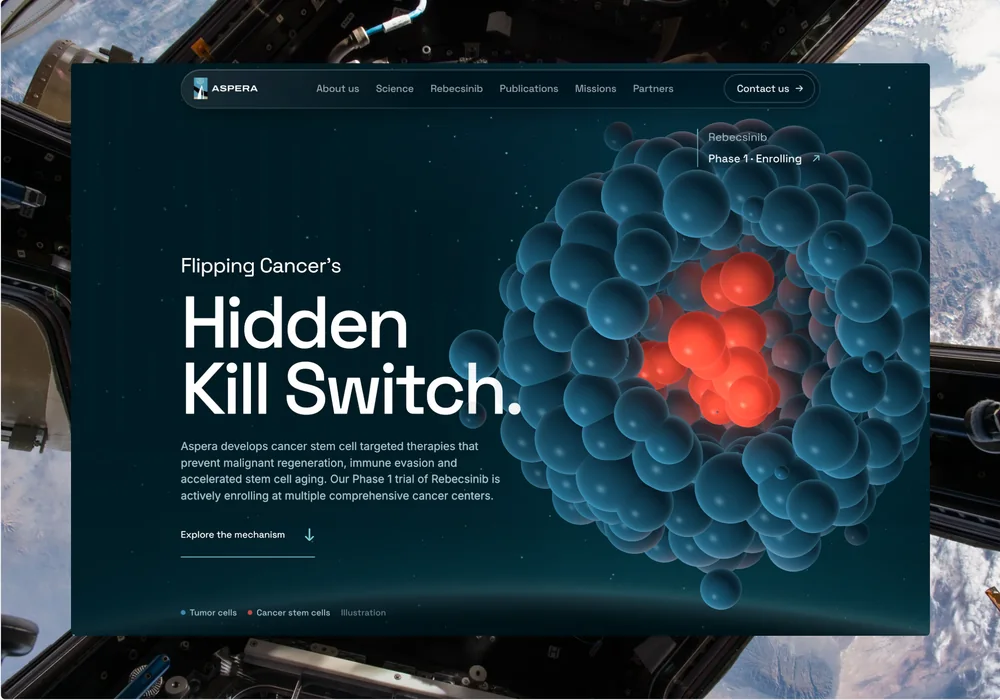 ASPERA
About us
Science
Rebecsinib
Publications
Missions
Partners
Contact us →
Rebecsinib
Phase 1 · Enrolling ↗
Flipping Cancer's
Hidden
Kill Switch.
Aspera develops cancer stem cell targeted therapies that
prevent malignant regeneration, immune evasion and
accelerated stem cell aging. Our Phase 1 trial of Rebecsinib is
actively enrolling at multiple comprehensive cancer centers.
Explore the mechanism ↓
Tumor cells
Cancer stem cells
Illustration